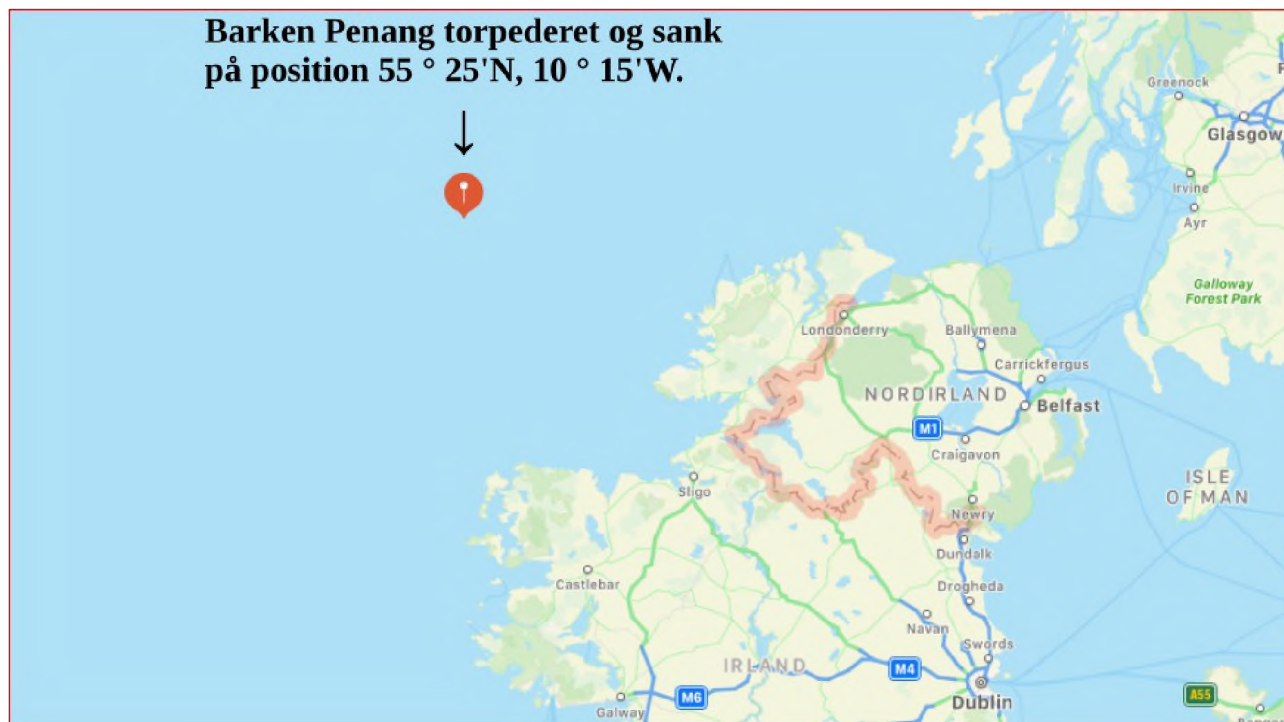 Barken Penang torpederet og sank
på position 55 ° 25'N, 10 ° 15'W.
Greenock
Glasgow
Irvine
Ayr
Galloway
Forest Park
Londonderry
Ballymena
Carrickfergus
NORDIRLAND
Belfast
M1
Craigavon
ISLE
OF MAN
Sligo
Newry
Dundalk
Castlebar
Drogheda
Navan
Swords
IRLAND
M4
M6
A55
Dublin
Galway